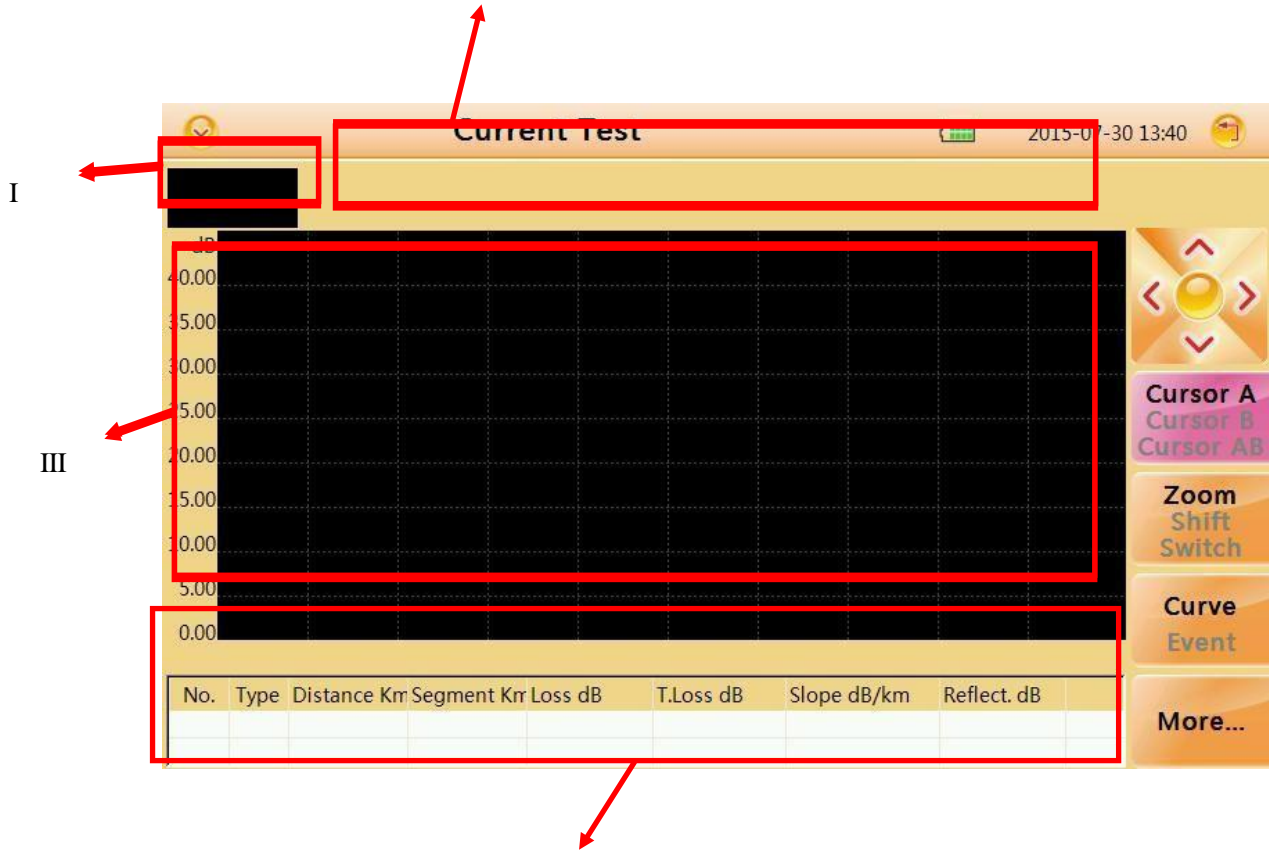 Current Test
2015-07-30 13:40
I
dB
40.00
35.00
30.00
25.00
20.00
15.00
10.00
5.00
0.00
III
Cursor A
Cursor B
Cursor AB
Zoom
Shift
Switch
Curve
Event
More...
No. Type Distance Km Segment Km Loss dB T.Loss dB Slope dB/km Reflect. dB